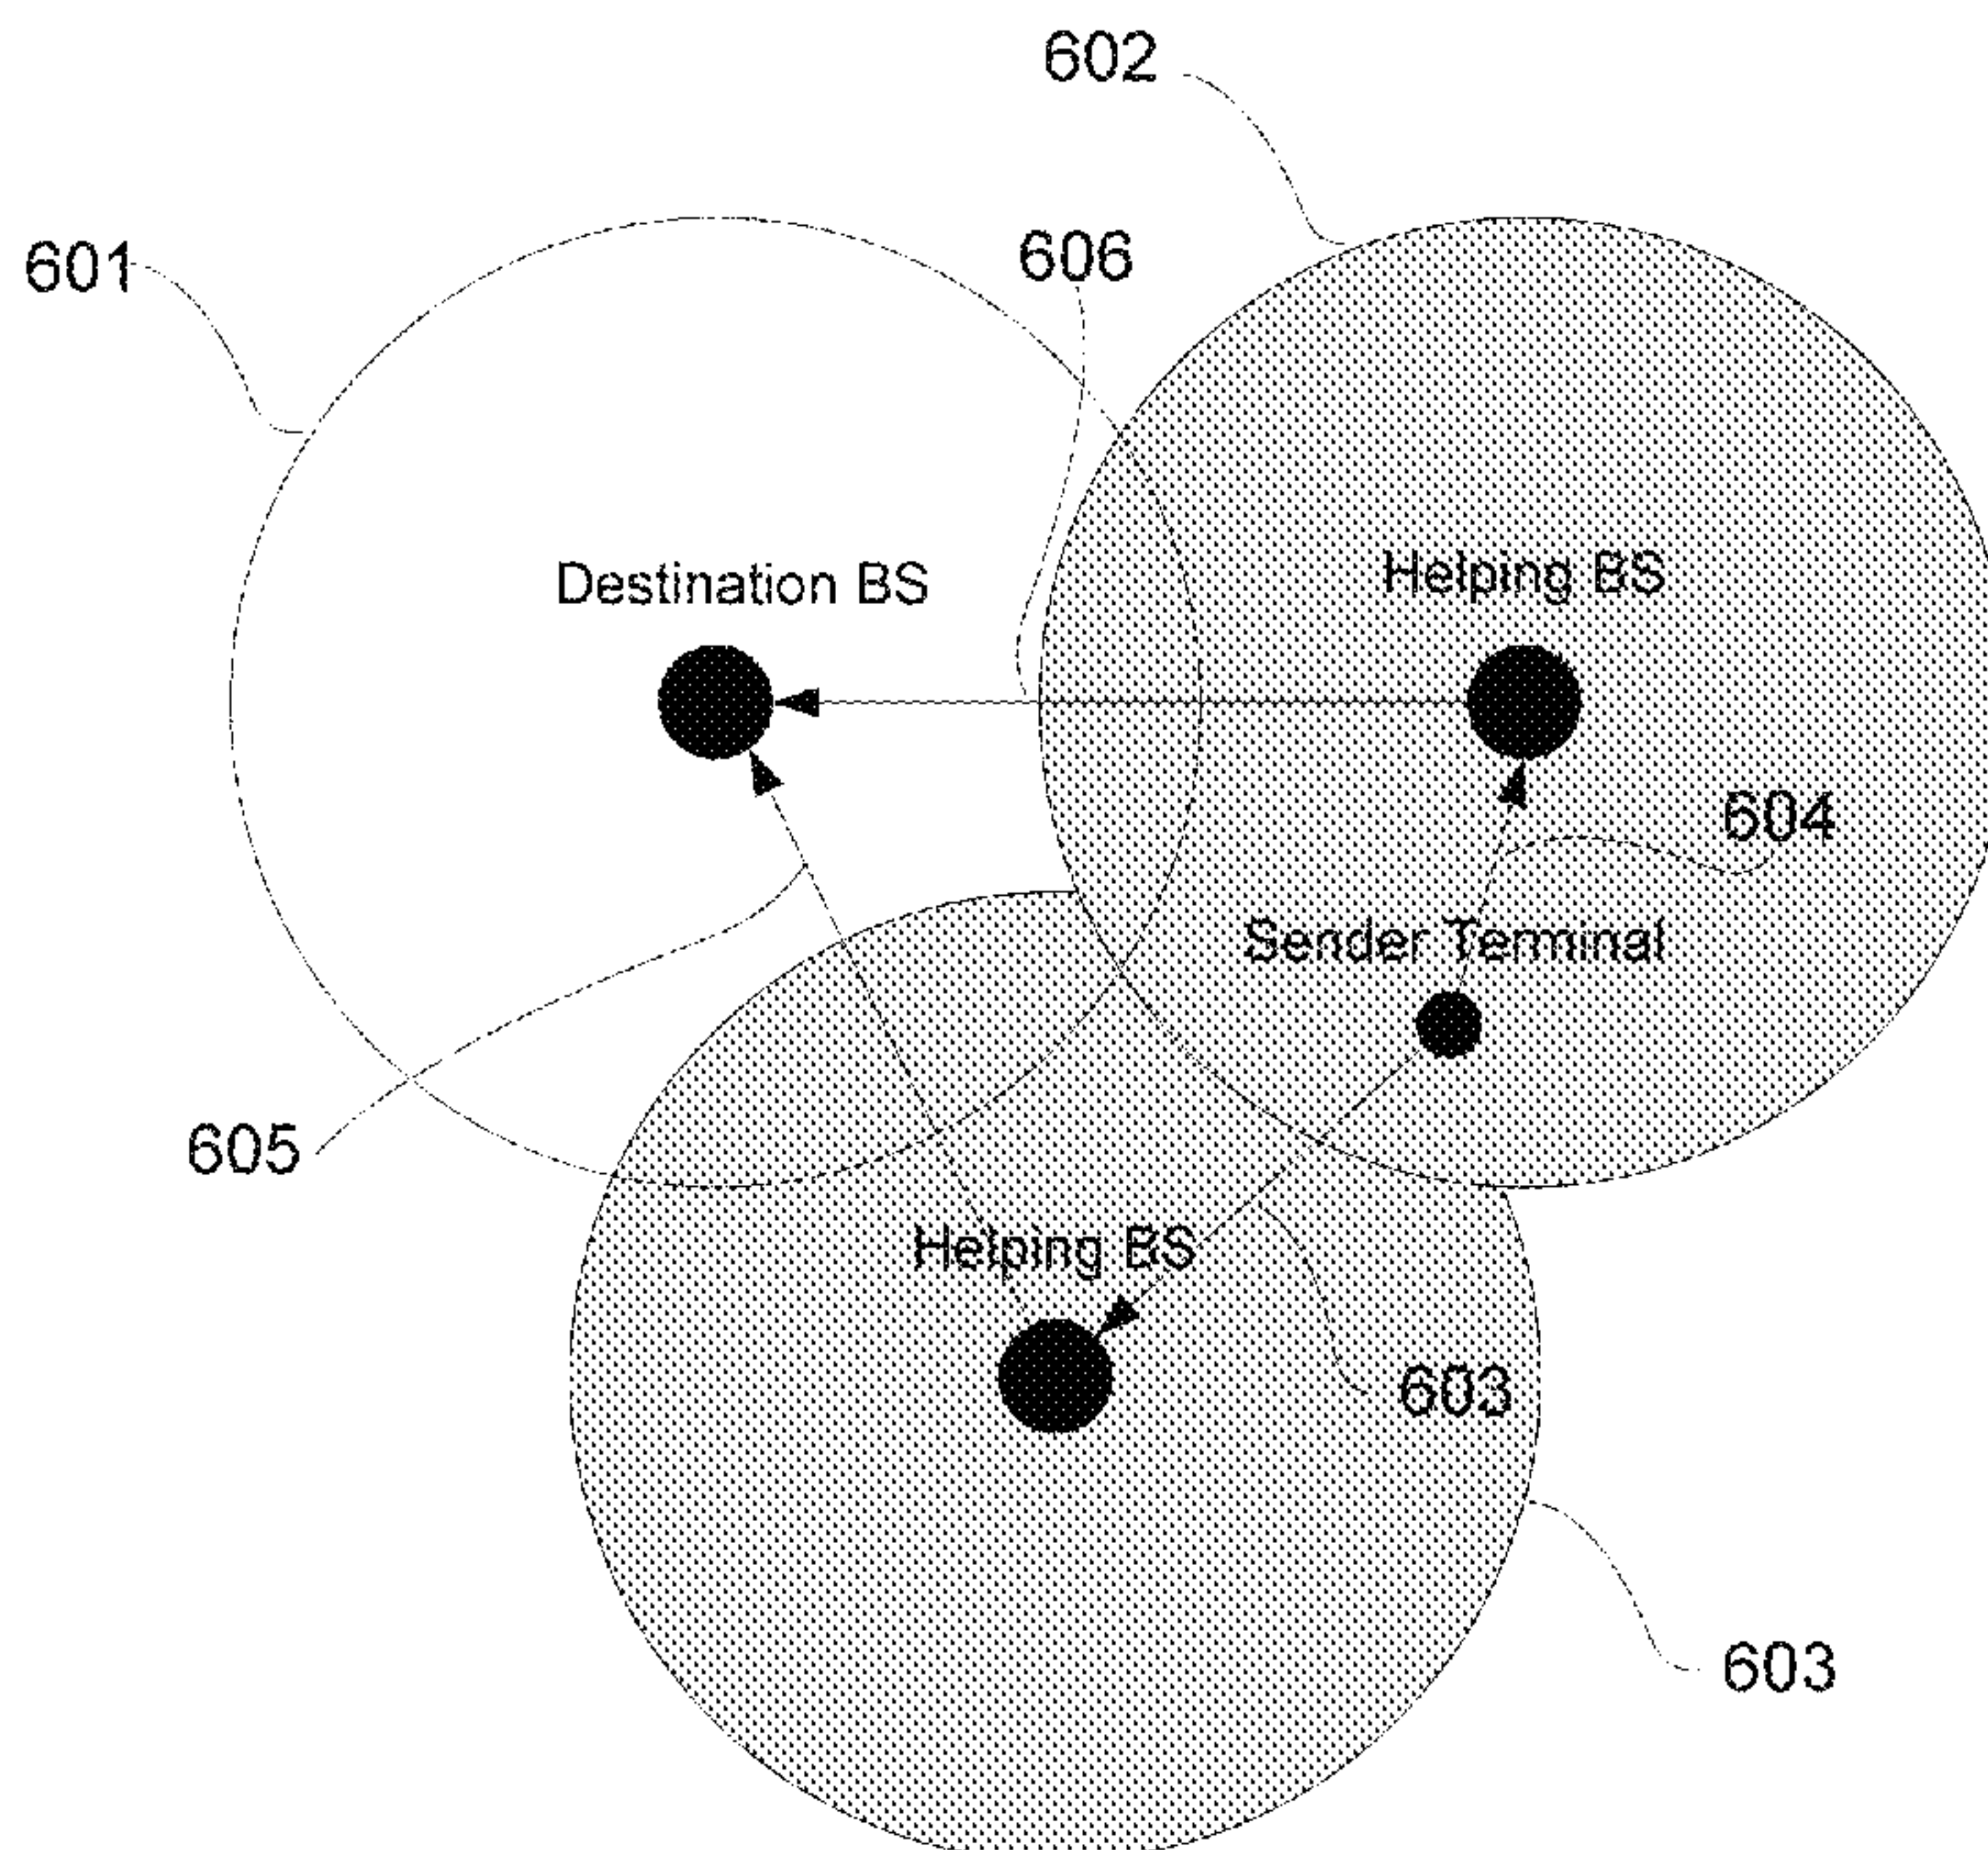 602
606
601
Destination BS
Helping BS
604
Sender Terminal
605
Helping BS
603
603